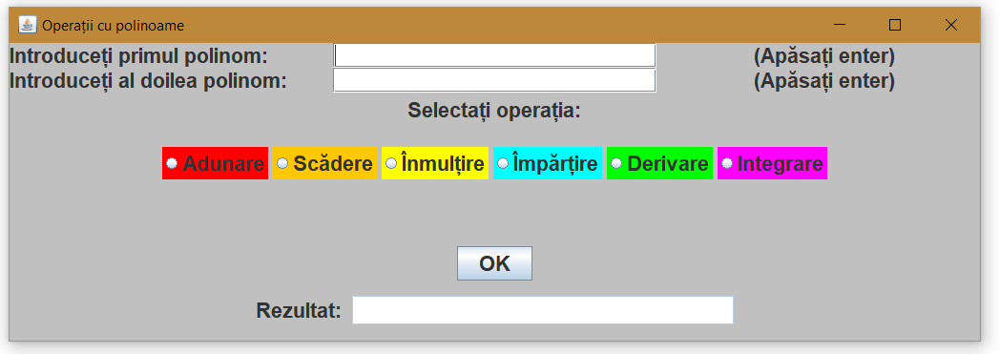 Operații cu polinoame
Introduceți primul polinom: (Apăsați enter)
Introduceți al doilea polinom: (Apăsați enter)
Selectați operația:
Adunare Scădere Înmulțire Împărțire Derivare Integrare
OK
Rezultat: